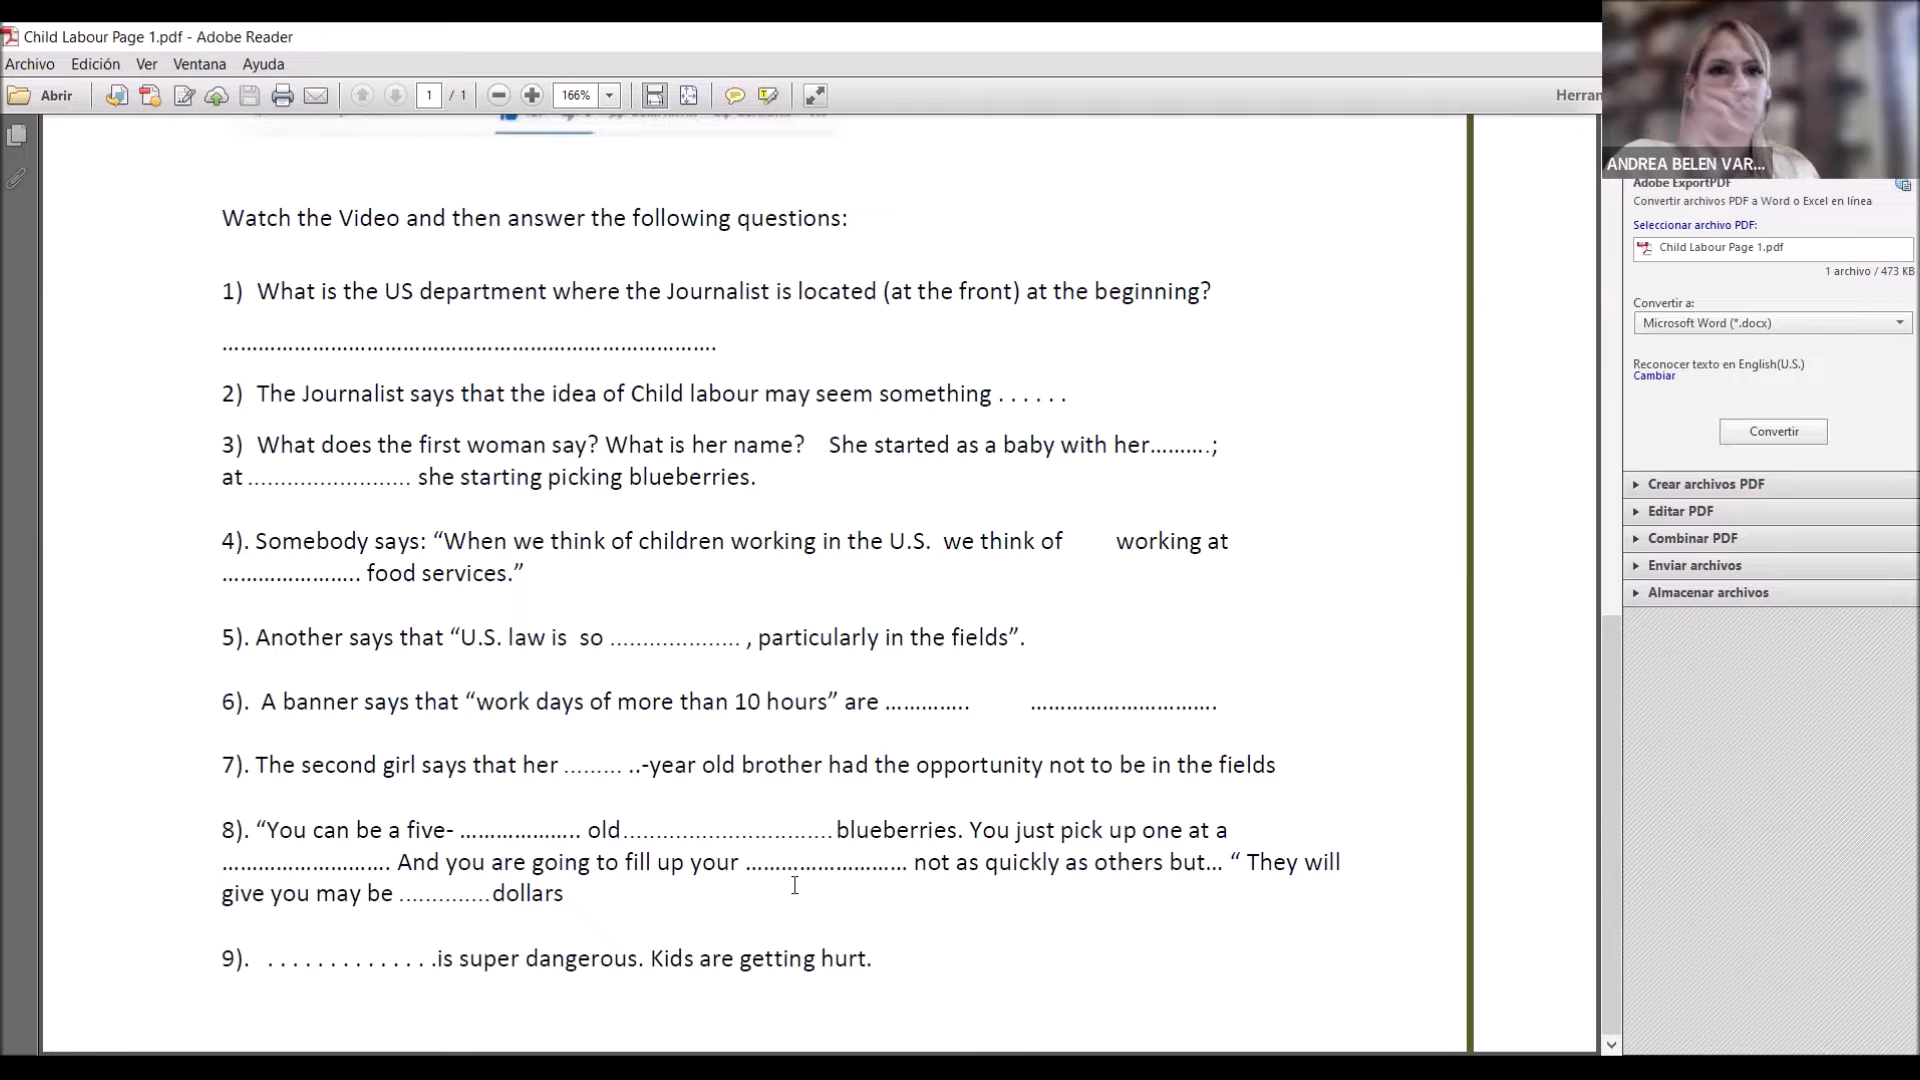 Child Labour Page 1.pdf - Adobe Reader
Archivo Edición Ver Ventana Ayuda
Abrir 1 / 1 166% Herran
ANDREA BELEN VAR...
Watch the Video and then answer the following questions:
1) What is the US department where the Journalist is located (at the front) at the beginning?
……………………………………………………………………….
2) The Journalist says that the idea of Child labour may seem something . . . . . .
3) What does the first woman say? What is her name? She started as a baby with her……….;
at ......................... she starting picking blueberries.
4). Somebody says: “When we think of children working in the U.S. we think of working at
………………….. food services.”
5). Another says that “U.S. law is so .................... , particularly in the fields”.
6). A banner says that “work days of more than 10 hours” are ………….. ………………………….
7). The second girl says that her ......... ..-year old brother had the opportunity not to be in the fields
8). “You can be a five- ……………….. old................................ blueberries. You just pick up one at a
………………………. And you are going to fill up your ……………………… not as quickly as others but… “ They will
give you may be ..............dollars
9). . . . . . . . . . . . . . .is super dangerous. Kids are getting hurt.
Adobe ExportPDF
Convertir archivos PDF a Word o Excel en línea
Seleccionar archivo PDF:
Child Labour Page 1.pdf
1 archivo / 473 KB
Convertir a:
Microsoft Word (*.docx)
Reconocer texto en English(U.S.)
Cambiar
Convertir
Crear archivos PDF
Editar PDF
Combinar PDF
Enviar archivos
Almacenar archivos